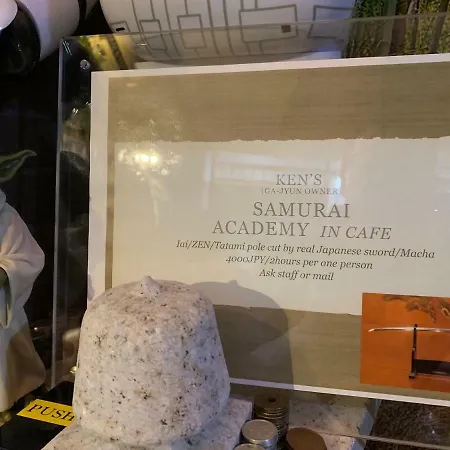 KEN'S
(GA-JYUN OWNER)
SAMURAI
ACADEMY IN CAFE
Iai/ZEN/Tatami pole cut by real Japanese sword/Macha
4000JPY/2hours per one person
Ask staff or mail
PUSH